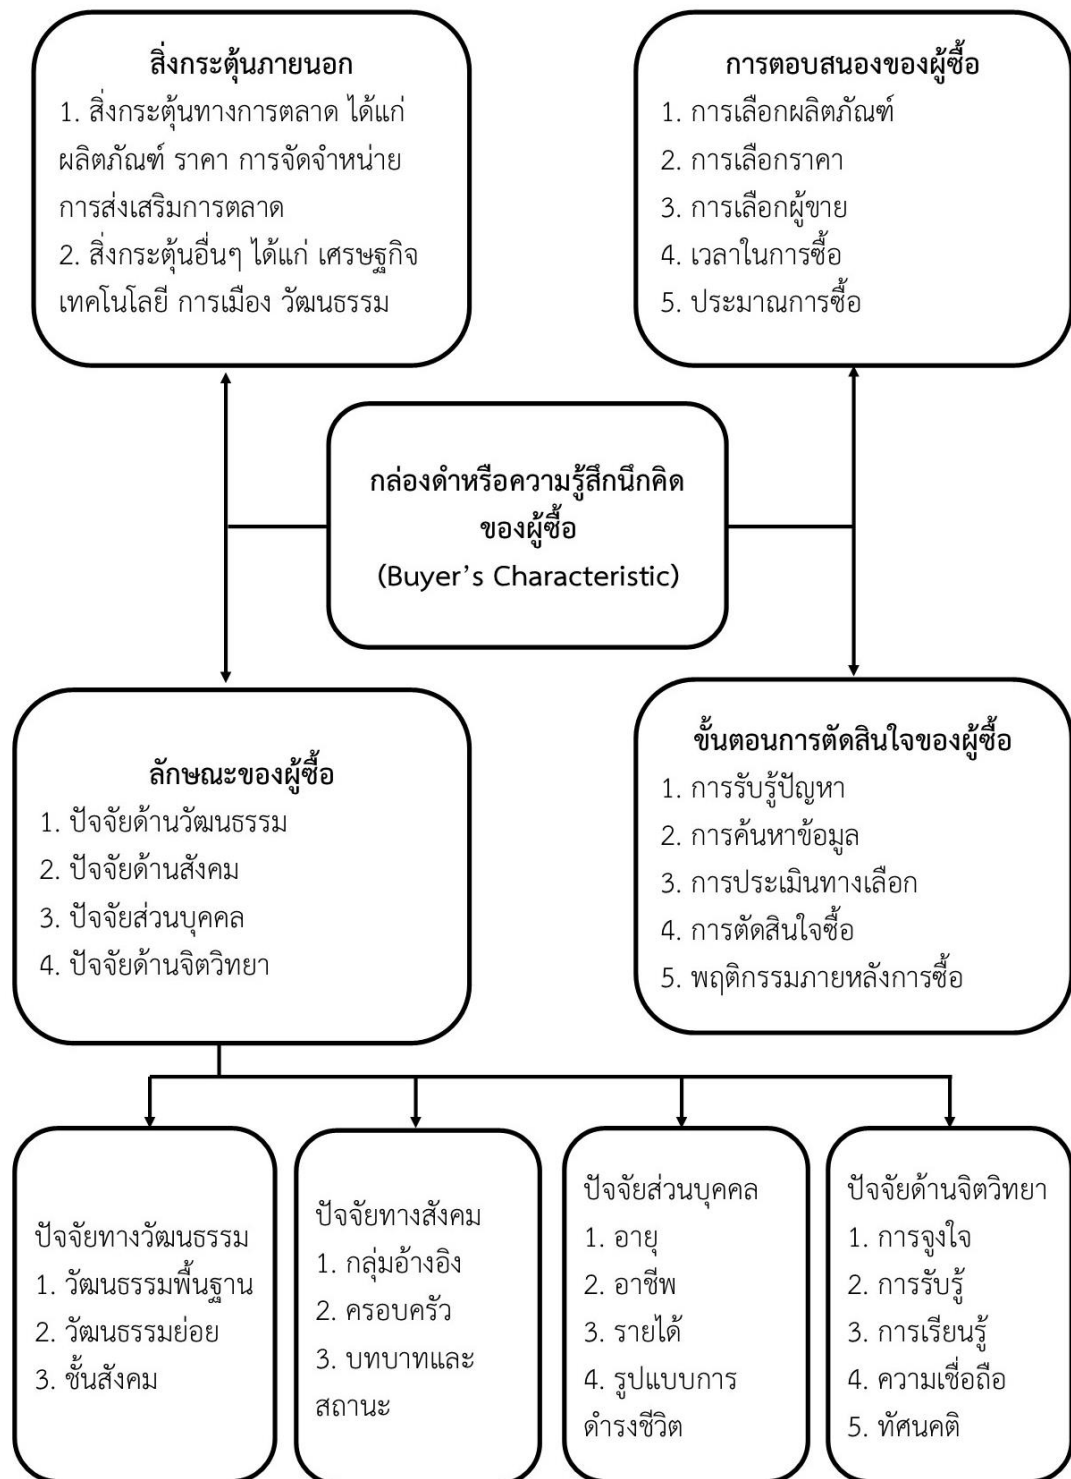 สิ่งกระตุ้นภายนอก
1. สิ่งกระตุ้นทางการตลาด ได้แก่
ผลิตภัณฑ์ ราคา การจัดจำหน่าย
การส่งเสริมการตลาด
2. สิ่งกระตุ้นอื่นๆ ได้แก่ เศรษฐกิจ
เทคโนโลยี การเมือง วัฒนธรรม
การตอบสนองของผู้ซื้อ
1. การเลือกผลิตภัณฑ์
2. การเลือกราคา
3. การเลือกผู้ขาย
4. เวลาในการซื้อ
5. ประมาณการซื้อ
กล่องดำหรือความรู้สึกนึกคิด
ของผู้ซื้อ
(Buyer’s Characteristic)
ลักษณะของผู้ซื้อ
1. ปัจจัยด้านวัฒนธรรม
2. ปัจจัยด้านสังคม
3. ปัจจัยส่วนบุคคล
4. ปัจจัยด้านจิตวิทยา
ขั้นตอนการตัดสินใจของผู้ซื้อ
1. การรับรู้ปัญหา
2. การค้นหาข้อมูล
3. การประเมินทางเลือก
4. การตัดสินใจซื้อ
5. พฤติกรรมภายหลังการซื้อ
ปัจจัยทางวัฒนธรรม
1. วัฒนธรรมพื้นฐาน
2. วัฒนธรรมย่อย
3. ชั้นสังคม
ปัจจัยทางสังคม
1. กลุ่มอ้างอิง
2. ครอบครัว
3. บทบาทและ
สถานะ
ปัจจัยส่วนบุคคล
1. อายุ
2. อาชีพ
3. รายได้
4. รูปแบบการ
ดำรงชีวิต
ปัจจัยด้านจิตวิทยา
1. การจูงใจ
2. การรับรู้
3. การเรียนรู้
4. ความเชื่อถือ
5. ทัศนคติ